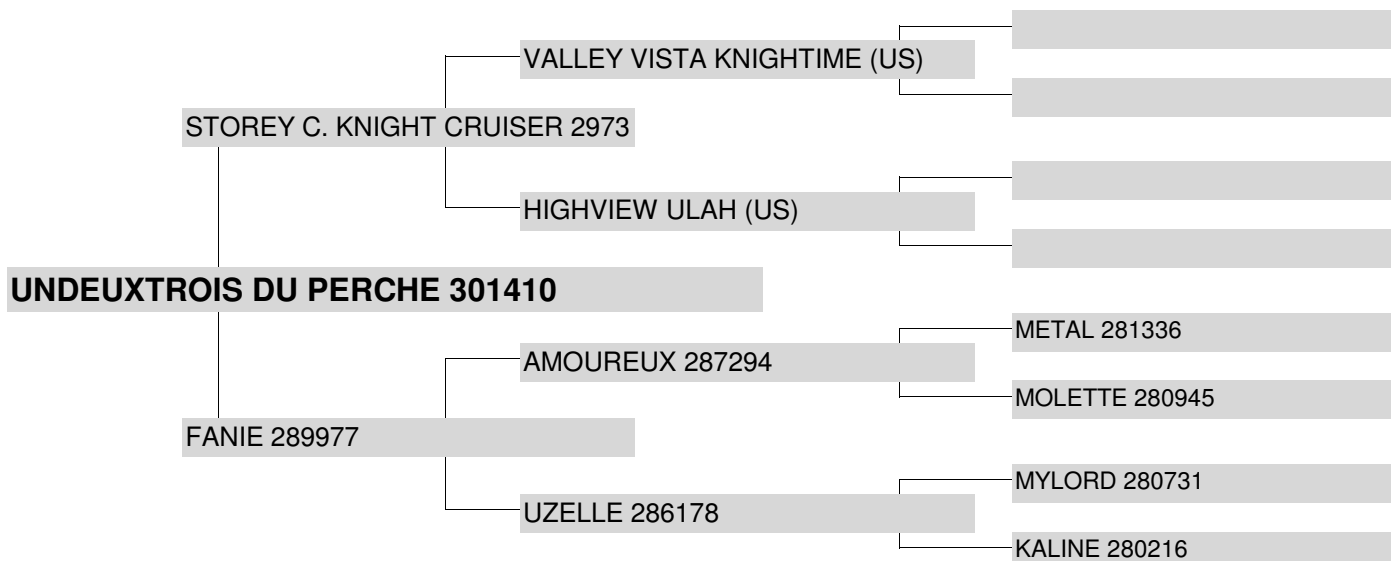 VALLEY VISTA KNIGHTIME (US)
STOREY C. KNIGHT CRUISER 2973
HIGHVIEW ULAH (US)
UNDEUXTROIS DU PERCHE 301410
METAL 281336
AMOUREUX 287294
MOLETTE 280945
FANIE 289977
MYLORD 280731
UZELLE 286178
KALINE 280216